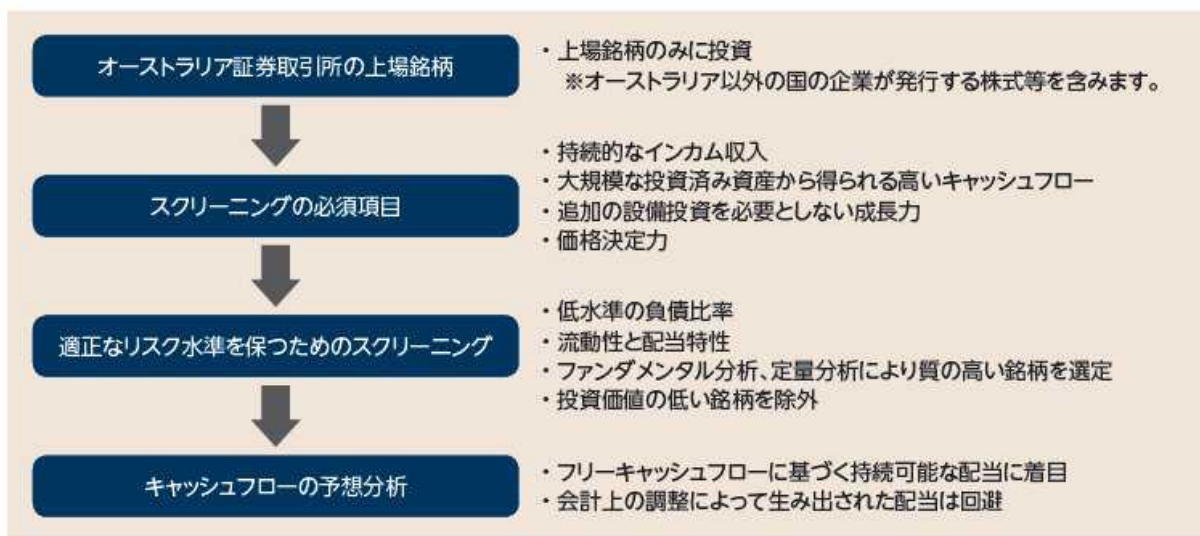 オーストラリア証券取引所の上場銘柄
・上場銘柄のみに投資
※オーストラリア以外の国の企業が発行する株式等を含みます。
スクリーニングの必須項目
・持続的なインカム収入
・大規模な投資済み資産から得られる高いキャッシュフロー
・追加の設備投資を必要としない成長力
・価格決定力
適正なリスク水準を保つためのスクリーニング
・低水準の負債比率
・流動性と配当特性
・ファンダメンタル分析、定量分析により質の高い銘柄を選定
・投資価値の低い銘柄を除外
キャッシュフローの予想分析
・フリーキャッシュフローに基づく持続可能な配当に着目
・会計上の調整によって生み出された配当は回避